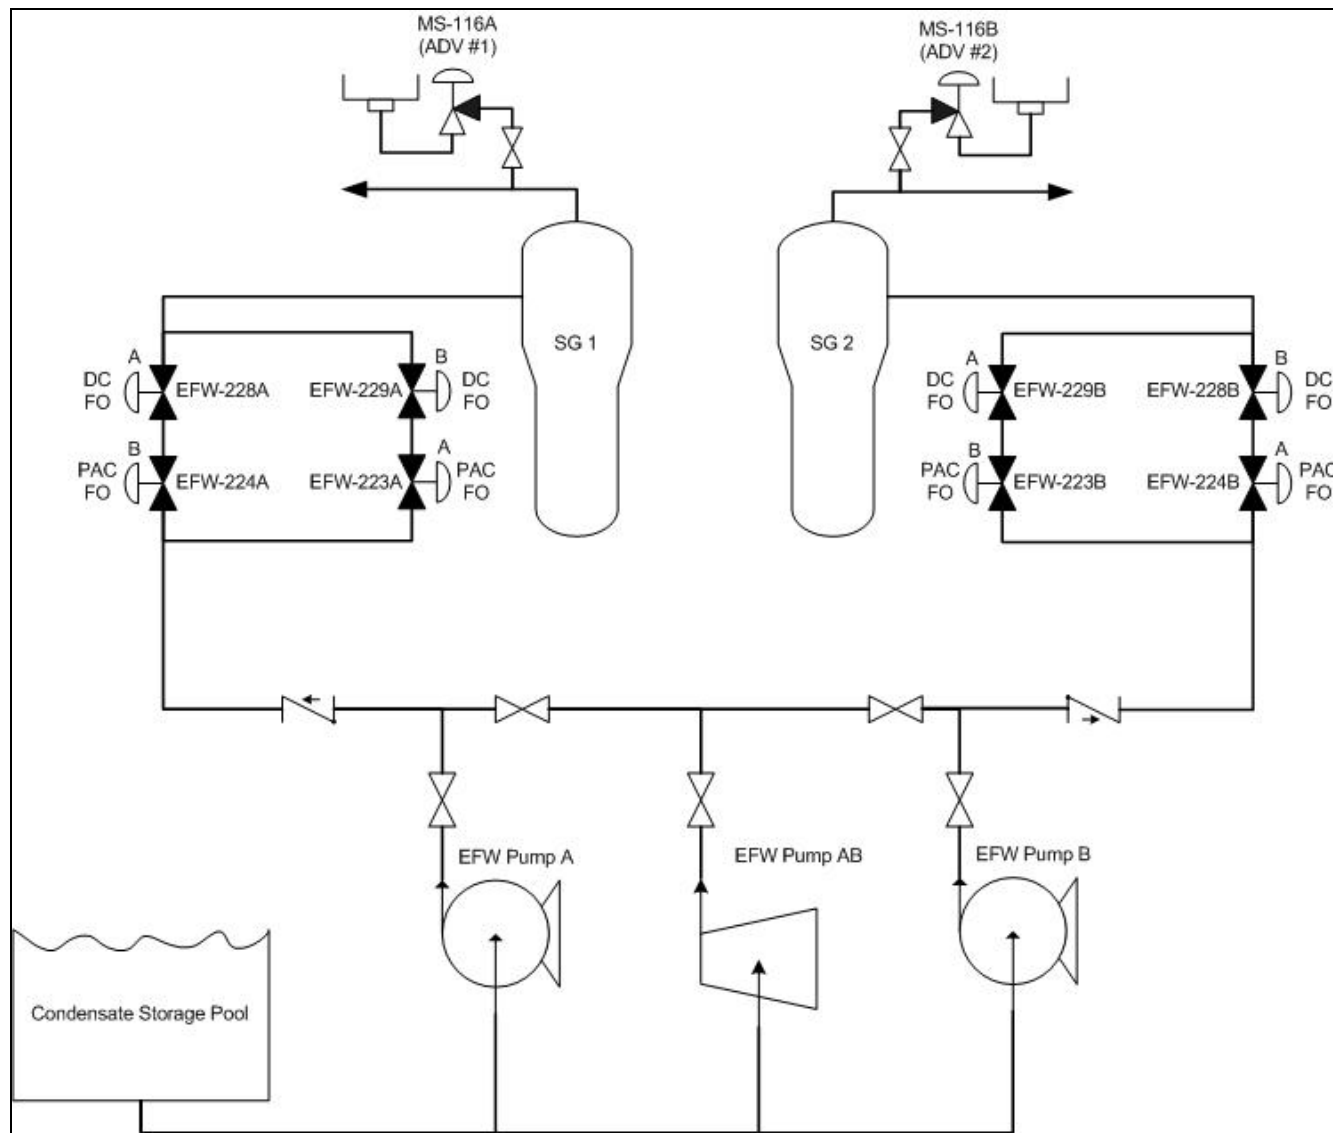 MS-116A
(ADV #1)
MS-116B
(ADV #2)
SG 1
SG 2
A
DC
FO
EFW-228A
EFW-229A
B
DC
FO
B
PAC
FO
EFW-224A
EFW-223A
A
PAC
FO
A
DC
FO
EFW-229B
EFW-228B
B
DC
FO
B
PAC
FO
EFW-223B
EFW-224B
A
PAC
FO
EFW Pump A
EFW Pump AB
EFW Pump B
Condensate Storage Pool